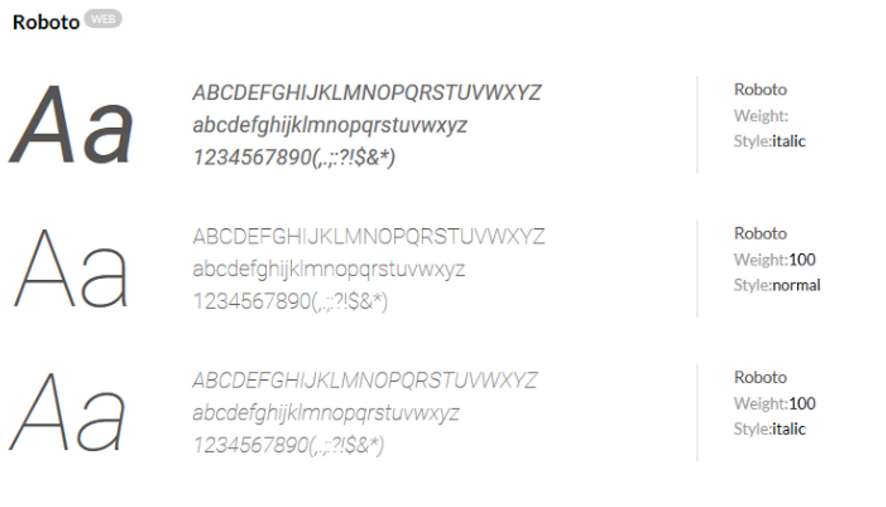 Roboto WEB
Aa
ABCDEFGHIJKLMNOPQRSTUVWXYZ
abcdefghijklmnopqrstuvwxyz
1234567890(,.;:?!$&*)
Roboto
Weight:
Style:italic
Aa
ABCDEFGHIJKLMNOPQRSTUVWXYZ
abcdefghijklmnopqrstuvwxyz
1234567890(,.;:?!$&*)
Roboto
Weight:100
Style:normal
Aa
ABCDEFGHIJKLMNOPQRSTUVWXYZ
abcdefghijklmnopqrstuvwxyz
1234567890(,.;:?!$&*)
Roboto
Weight:100
Style:italic